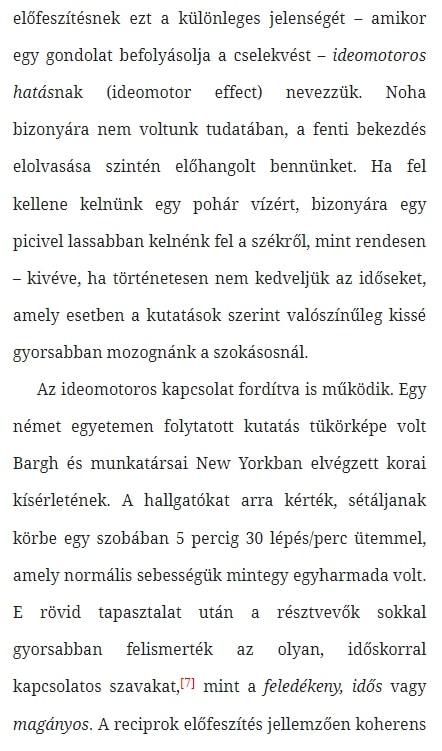 előfeszítésnek ezt a különleges jelenségét – amikor
egy gondolat befolyásolja a cselekvést – ideomotoros
hatásnak (ideomotor effect) nevezzük. Noha
bizonyára nem voltunk tudatában, a fenti bekezdés
elolvasása szintén előhangolt bennünket. Ha fel
kellene kelnünk egy pohár vízért, bizonyára egy
picivel lassabban kelnénk fel a székről, mint rendesen
– kivéve, ha történetesen nem kedveljük az időseket,
amely esetben a kutatások szerint valószínűleg kissé
gyorsabban mozognánk a szokásosnál.
Az ideomotoros kapcsolat fordítva is működik. Egy
német egyetemen folytatott kutatás tükörképe volt
Bargh és munkatársai New Yorkban elvégzett korai
kísérletének. A hallgatókat arra kérték, sétáljanak
körbe egy szobában 5 percig 30 lépés/perc ütemmel,
amely normális sebességük mintegy egyharmada volt.
E rövid tapasztalat után a résztvevők sokkal
gyorsabban felismerték az olyan, időskorral
kapcsolatos szavakat,[7] mint a feledékeny, idős vagy
magányos. A reciprok előfeszítés jellemzően koherens